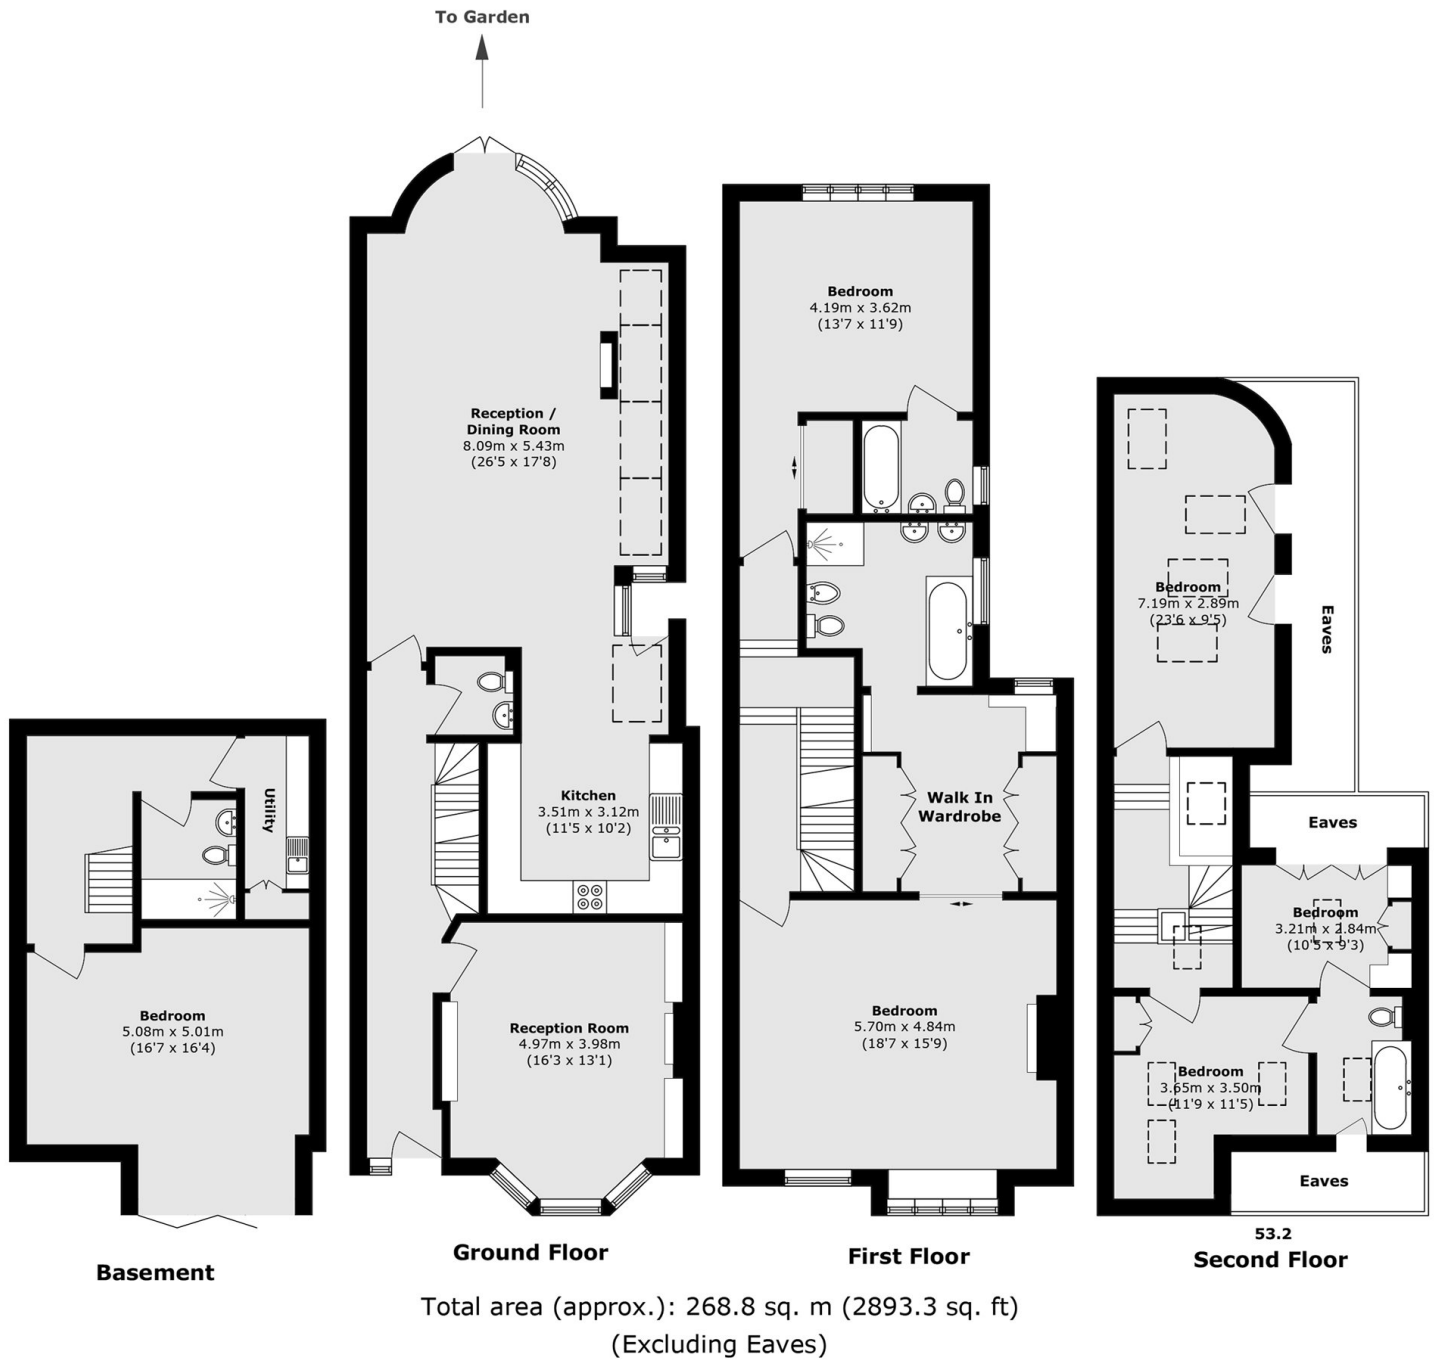 To Garden
Reception /
Dining Room
8.09m x 5.43m
(26'5 x 17'8)
Kitchen
3.51m x 3.12m
(11'5 x 10'2)
Reception Room
4.97m x 3.98m
(16'3 x 13'1)
Utility
Bedroom
5.08m x 5.01m
(16'7 x 16'4)
Bedroom
4.19m x 3.62m
(13'7 x 11'9)
Walk In
Wardrobe
Bedroom
5.70m x 4.84m
(18'7 x 15'9)
Bedroom
7.19m x 2.89m
(23'6 x 9'5)
Eaves
Eaves
Bedroom
3.21m x 2.84m
(10'5 x 9'3)
Bedroom
3.65m x 3.50m
(11'9 x 11'5)
Eaves
53.2
Basement
Ground Floor
First Floor
Second Floor
Total area (approx.): 268.8 sq. m (2893.3 sq. ft)
(Excluding Eaves)